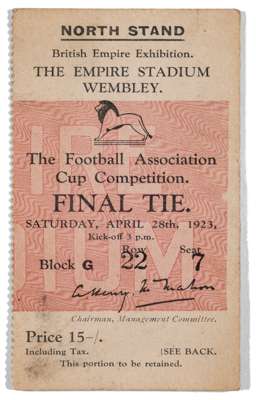 NORTH STAND
British Empire Exhibition.
THE EMPIRE STADIUM
WEMBLEY.
The Football Association
Cup Competition.
FINAL TIE.
SATURDAY, APRIL 28th, 1923,
Kick-off 3 p.m.
Row Seat
Block G 22 7
Chairman, Management Committee.
Price 15-/.
Including Tax. [SEE BACK.
This portion to be retained.